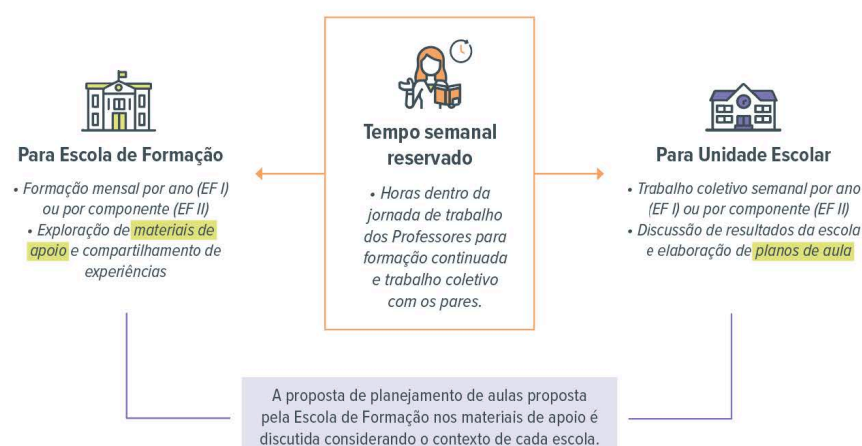 Para Escola de Formação
• Formação mensal por ano (EF I)
ou por componente (EF II)
• Exploração de materiais de
apoio e compartilhamento de
experiências
Tempo semanal
reservado
• Horas dentro da
jornada de trabalho
dos Professores para
formação continuada
e trabalho coletivo
com os pares.
Para Unidade Escolar
• Trabalho coletivo semanal por ano
(EF I) ou por componente (EF II)
• Discussão de resultados da escola
e elaboração de planos de aula
A proposta de planejamento de aulas proposta
pela Escola de Formação nos materiais de apoio é
discutida considerando o contexto de cada escola.